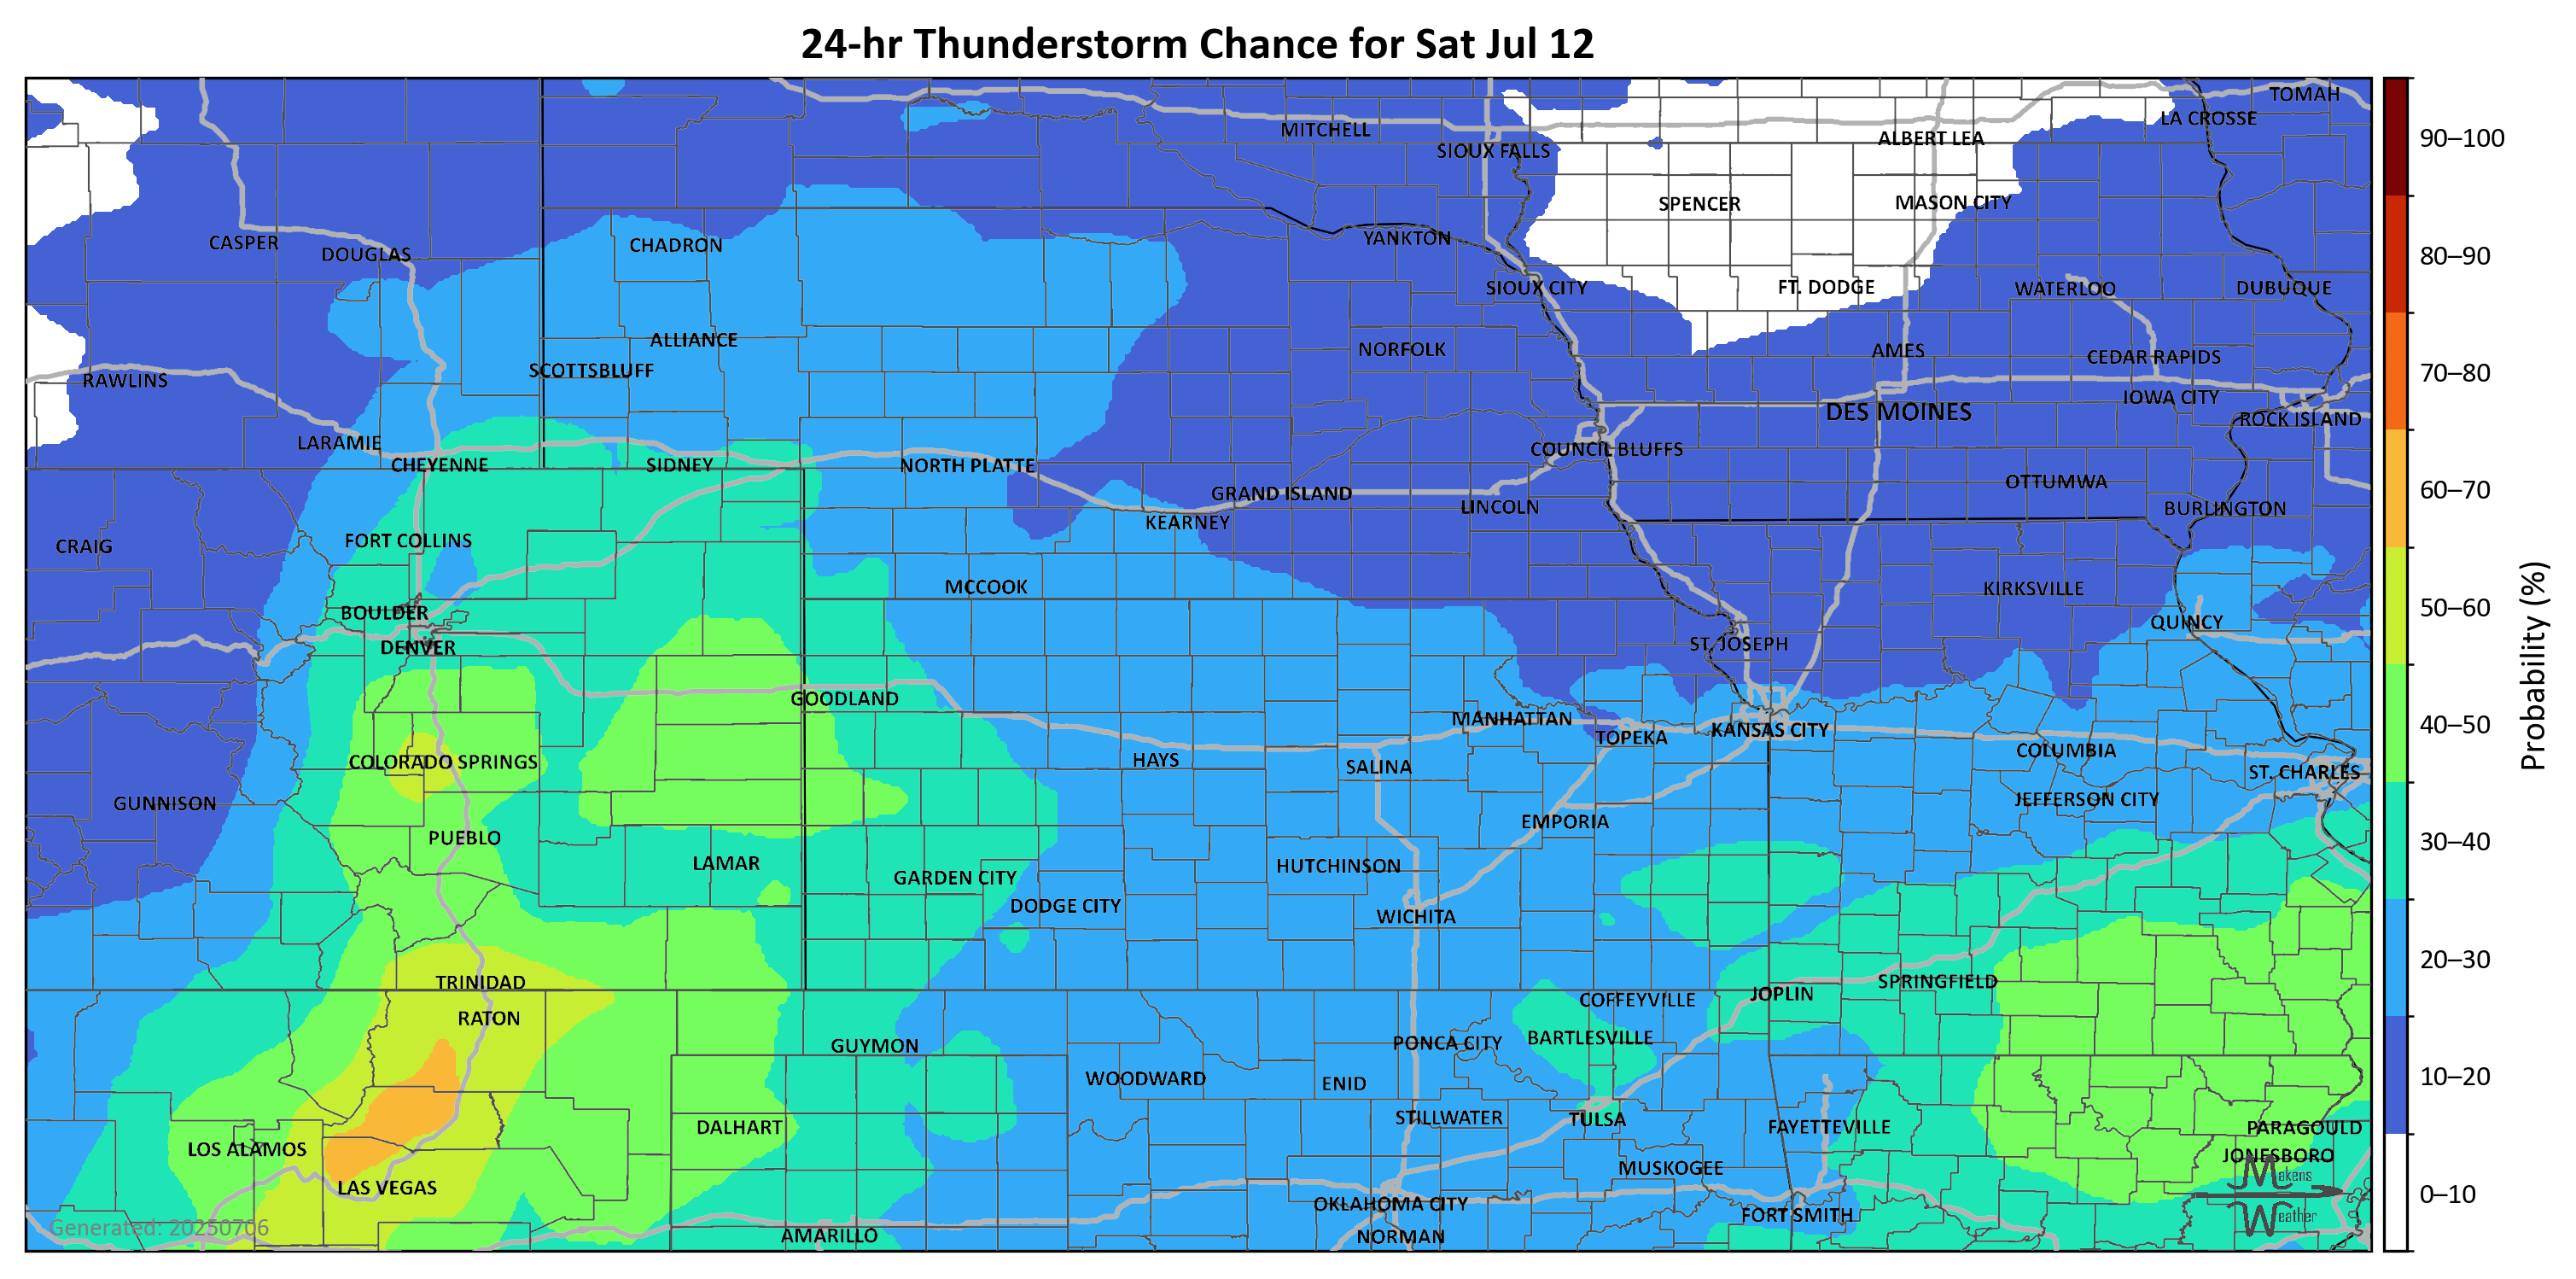 24-hr Thunderstorm Chance for Sat Jul 12
TOMAH
LA CROSSE
MITCHELL
ALBERT LEA
SIOUX FALLS
SPENCER
MASON CITY
CASPER
DOUGLAS
CHADRON
YANKTON
SIOUX CITY
FT. DODGE
WATERLOO
DUBUQUE
ALLIANCE
NORFOLK
AMES
CEDAR RAPIDS
RAWLINS
SCOTTSBLUFF
IOWA CITY
DES MOINES
ROCK ISLAND
LARAMIE
COUNCIL BLUFFS
CHEYENNE
SIDNEY
NORTH PLATTE
OTTUMWA
GRAND ISLAND
LINCOLN
BURLINGTON
KEARNEY
CRAIG
FORT COLLINS
MCCOOK
KIRKSVILLE
BOULDER
QUINCY
DENVER
ST. JOSEPH
GOODLAND
MANHATTAN
TOPEKA
KANSAS CITY
COLUMBIA
COLORADO SPRINGS
HAYS
SALINA
ST. CHARLES
GUNNISON
JEFFERSON CITY
EMPORIA
PUEBLO
LAMAR
HUTCHINSON
GARDEN CITY
DODGE CITY
WICHITA
TRINIDAD
SPRINGFIELD
JOPLIN
COFFEYVILLE
RATON
BARTLESVILLE
PONCA CITY
GUYMON
WOODWARD
ENID
STILLWATER
TULSA
DALHART
FAYETTEVILLE
PARAGOULD
LOS ALAMOS
JONESBORO
MUSKOGEE
LAS VEGAS
OKLAHOMA CITY
FORT SMITH
AMARILLO
NORMAN
Generated: 20250706
Makens
Weather
90–100
80–90
70–80
60–70
50–60
40–50
30–40
20–30
10–20
0–10
Probability (%)